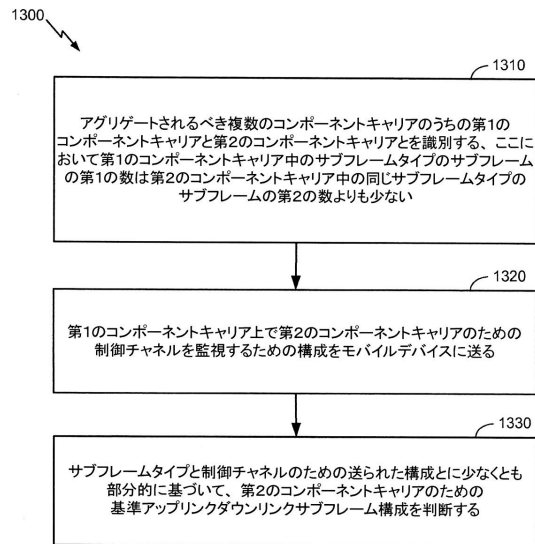 1300
1310
アグリゲートされるべき複数のコンポーネントキャリアのうちの第1の
コンポーネントキャリアと第2のコンポーネントキャリアとを識別する、ここに
おいて第1のコンポーネントキャリア中のサブフレームタイプのサブフレーム
の第1の数は第2のコンポーネントキャリア中の同じサブフレームタイプの
サブフレームの第2の数よりも少ない
1320
第1のコンポーネントキャリア上で第2のコンポーネントキャリアのための
制御チャネルを監視するための構成をモバイルデバイスに送る
1330
サブフレームタイプと制御チャネルのための送られた構成とに少なくとも
部分的に基づいて、第2のコンポーネントキャリアのための
基準アップリンクダウンリンクサブフレーム構成を判断する